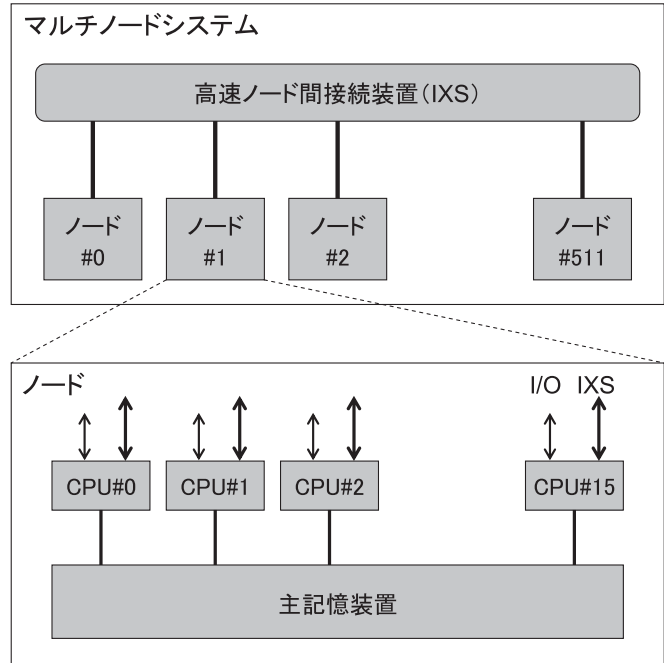 マルチノードシステム
高速ノード間接続装置(IXS)
ノード
#0
ノード
#1
ノード
#2
ノード
#511
ノード
I/O IXS
CPU#0
CPU#1
CPU#2
CPU#15
主記憶装置